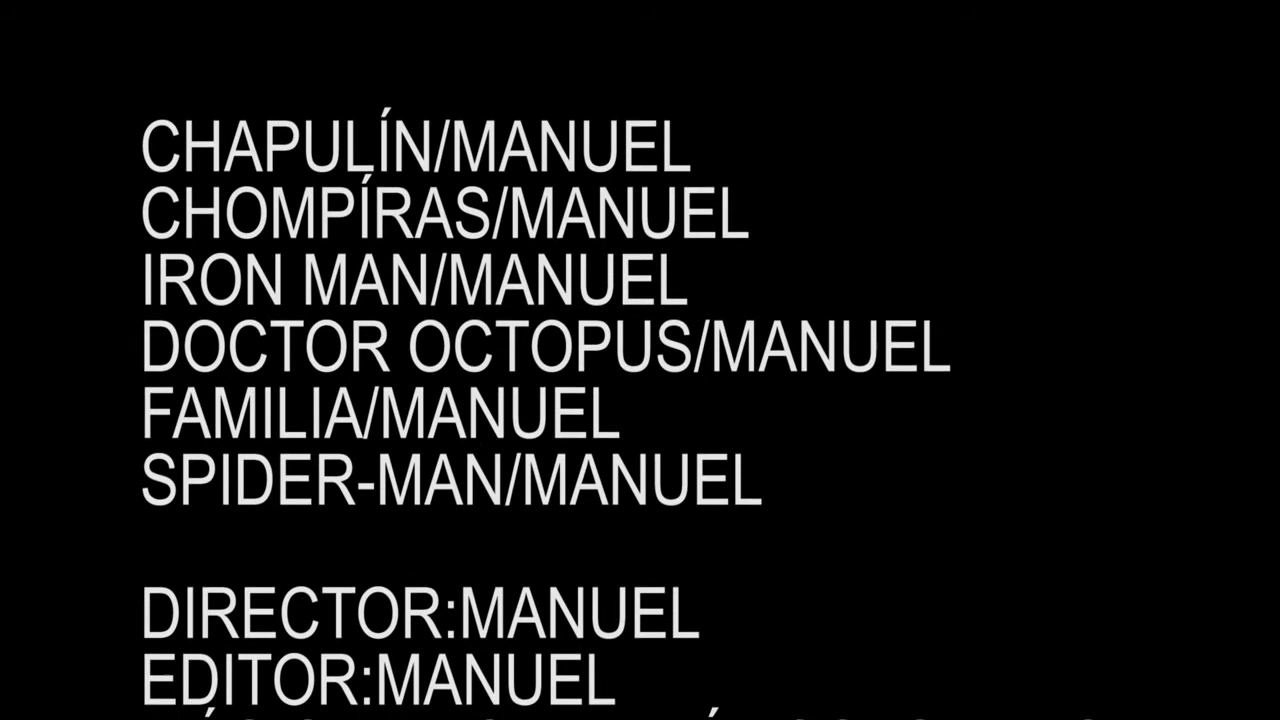 CHAPULÍN/MANUEL
CHOMPÍRAS/MANUEL
IRON MAN/MANUEL
DOCTOR OCTOPUS/MANUEL
FAMILIA/MANUEL
SPIDER-MAN/MANUEL
DIRECTOR:MANUEL
EDITOR:MANUEL